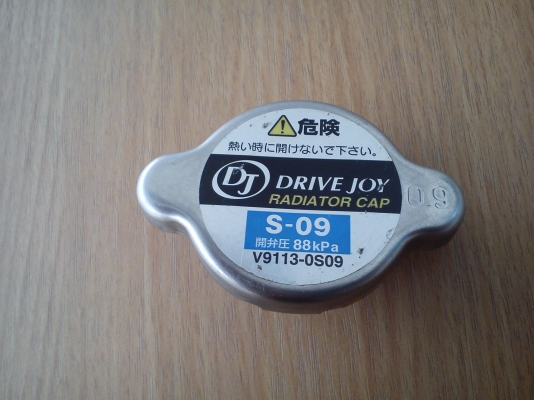 危険
熱い時に開けないで下さい。
DJ DRIVE JOY
RADIATOR CAP
S-09
開弁圧 88kPa
V9113-0S09